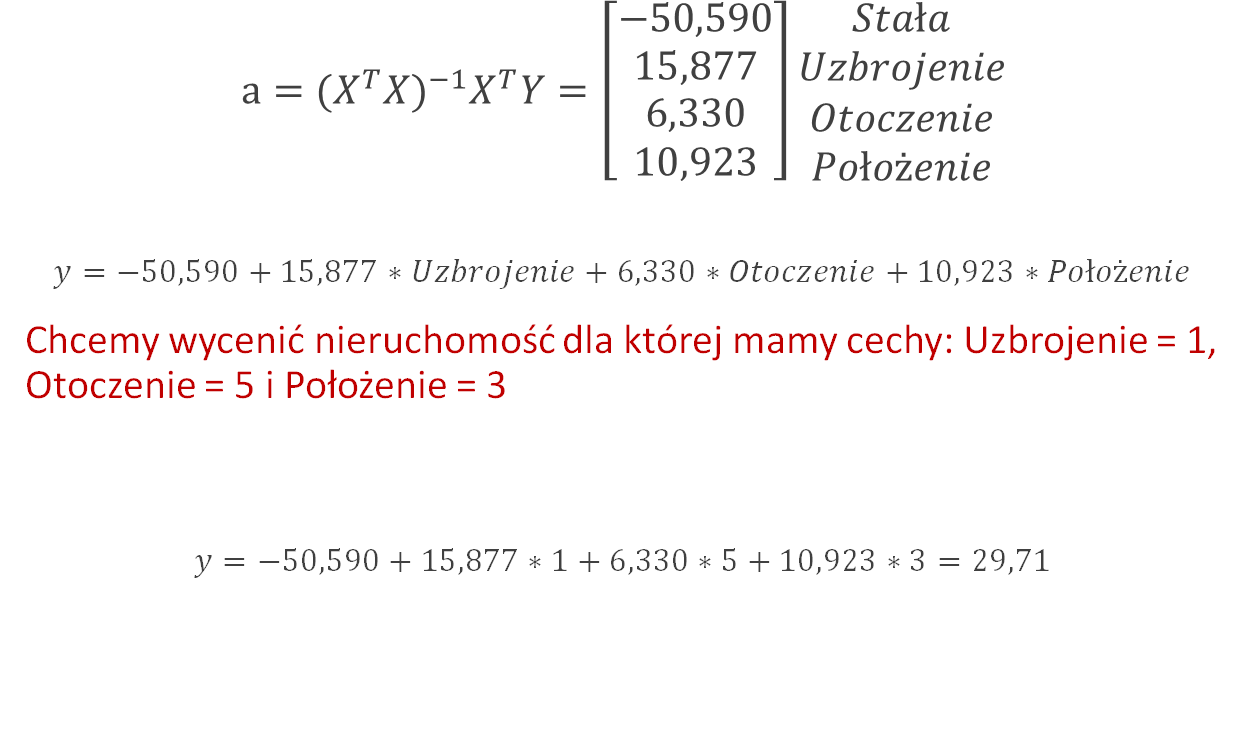 a = (XᵀX)⁻¹XᵀY = [−50,590 15,877 6,330 10,923] Stała Uzbrojenie Otoczenie Położenie
y = −50,590 + 15,877 ∗ Uzbrojenie + 6,330 ∗ Otoczenie + 10,923 ∗ Położenie
Chcemy wycenić nieruchomość dla której mamy cechy: Uzbrojenie = 1,
Otoczenie = 5 i Położenie = 3
y = −50,590 + 15,877 ∗ 1 + 6,330 ∗ 5 + 10,923 ∗ 3 = 29,71